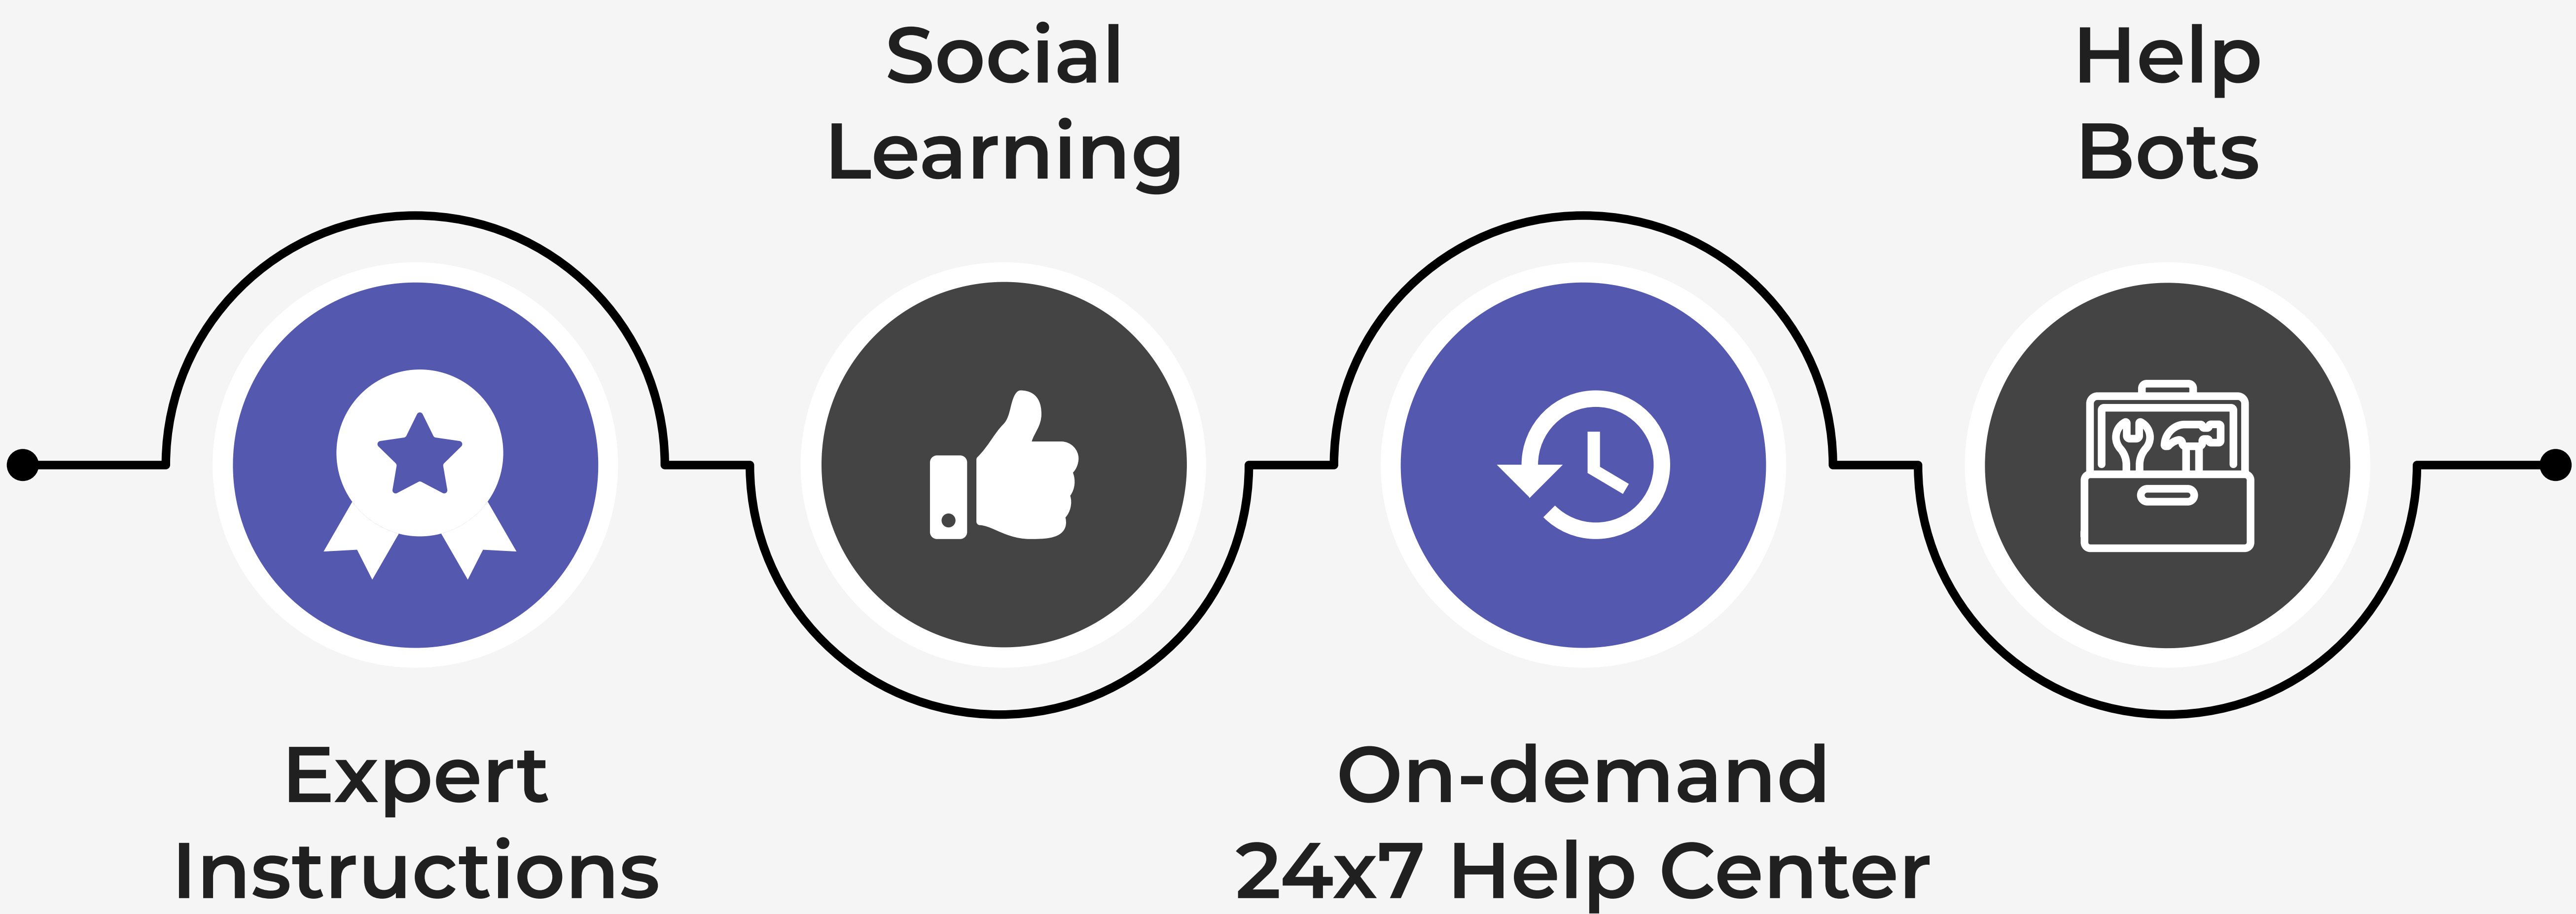 Social
Learning
Help
Bots
Expert
Instructions
On-demand
24x7 Help Center